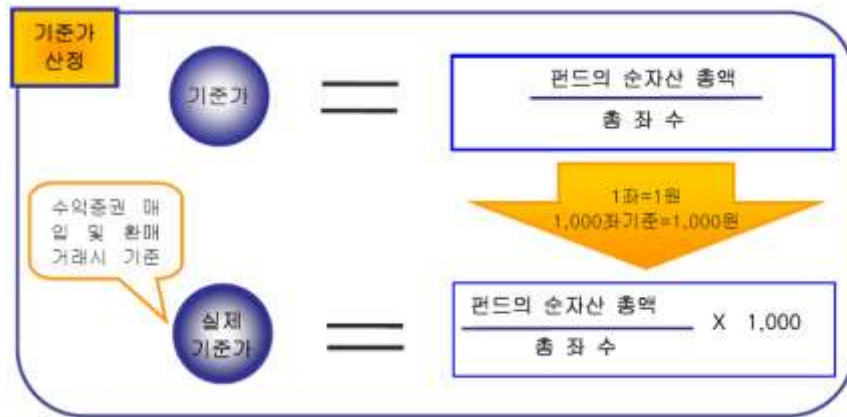 기준가
산정
기준가
펀드의 순자산 총액
총 좌 수
1좌=1원
1,000좌기준=1,000원
수익증권 매
입 및 환매
거래시 기준
실제
기준가
펀드의 순자산 총액
총 좌 수
X 1,000